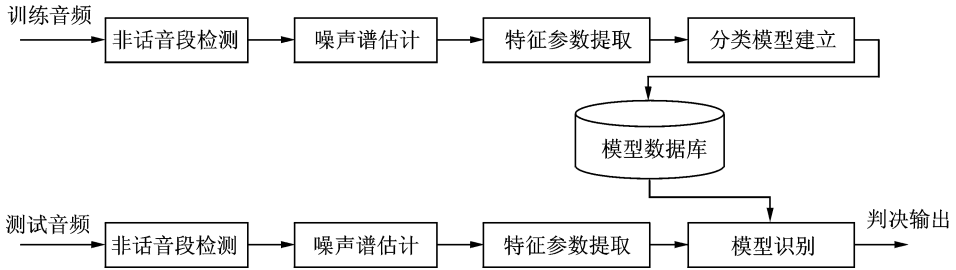 训练音频
非话音段检测
噪声谱估计
特征参数提取
分类模型建立
模型数据库
测试音频
非话音段检测
噪声谱估计
特征参数提取
模型识别
判决输出